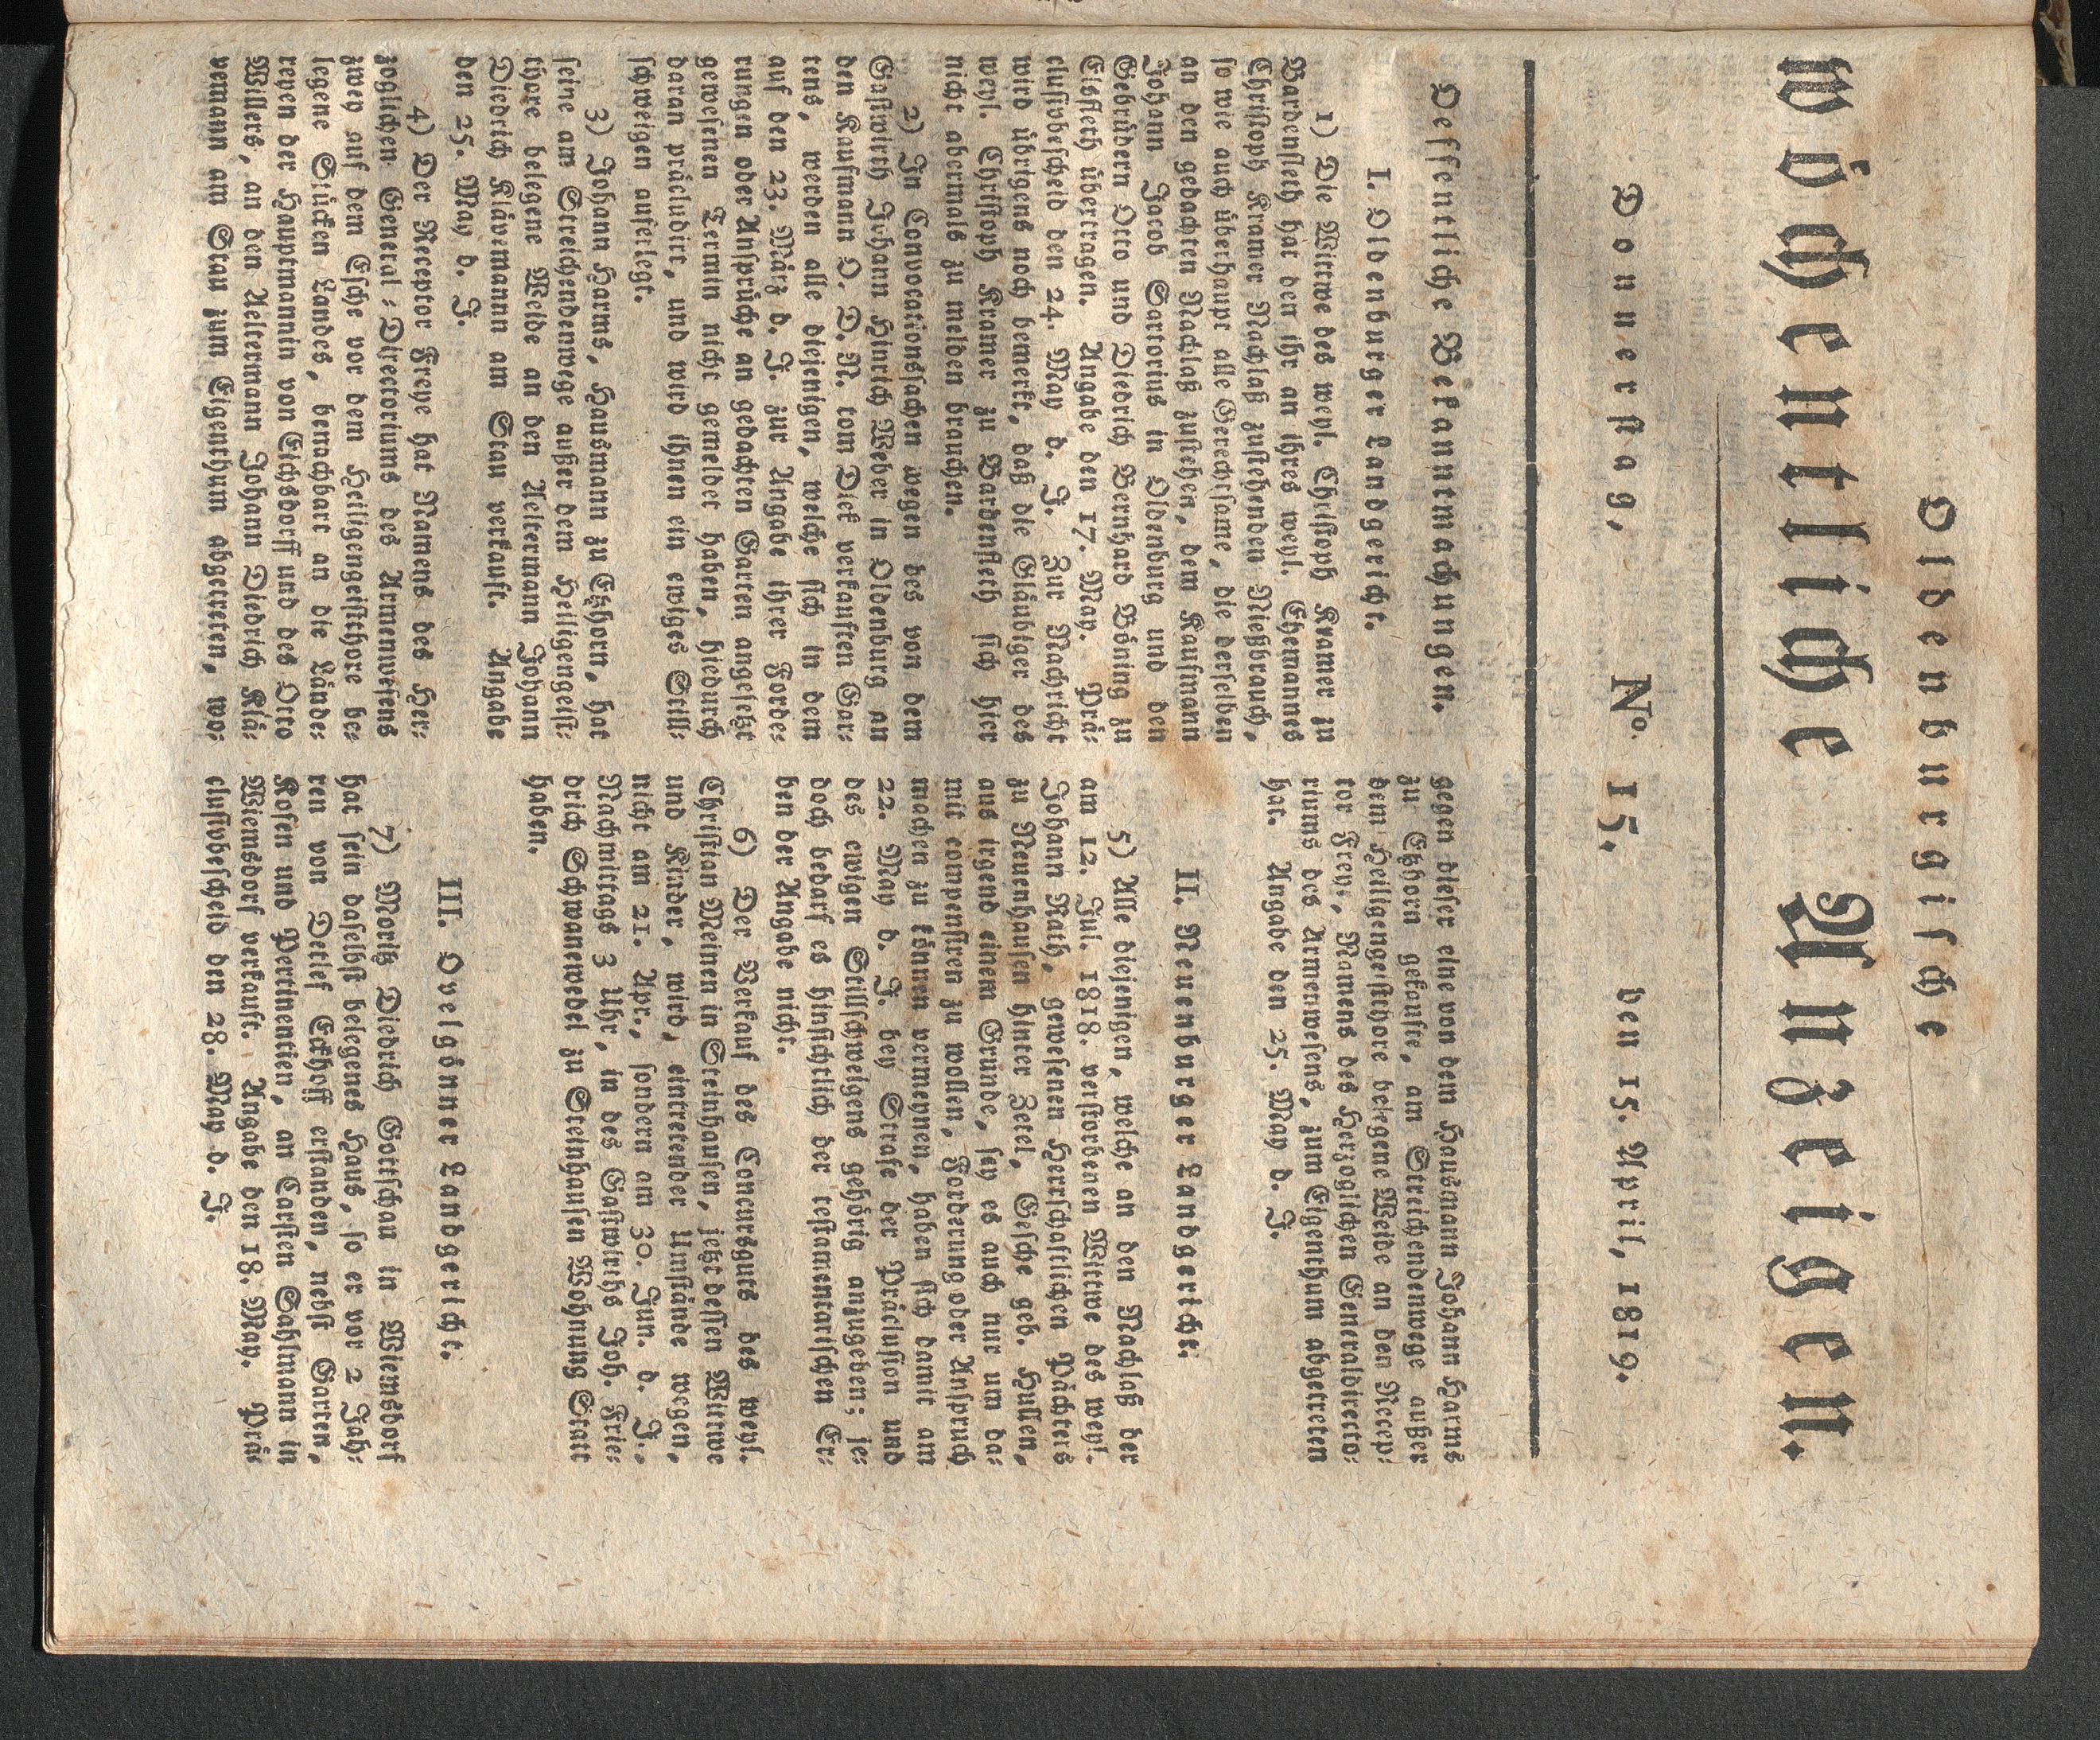 Oldenburgische
wöchentliche Anzeigen.
Donnerstag, No. 15. den 15. April, 1819.
Oeffentliche Bekanntmachungen.
I. Oldenburger Landgericht.
1) Die Wittwe des weyl. Christoph Kramer zu
Bardenfleth hat den ihr an ihres weyl. Ehemannes
Christoph Kramer Nachlaß zustehenden Nießbrauch,
so wie auch überhaupt alle Gerechtsame, die derselben
an den gedachten Nachlaß zustehen, dem Kaufmann
Johann Jacob Sartorius in Oldenburg und den
Gebrüdern Otto und Diedrich Bernhard Böning zu
Elsfleth übertragen. Angabe den 17. May. Prä-
clusivbescheid den 24. May d. J. Zur Nachricht
wird übrigens noch bemerkt, daß die Gläubiger des
weyl. Christoph Kramer zu Bardenfleth sich hier
nicht abermals zu melden brauchen.
2) In Convocationssachen wegen des von dem
Gastwirth Johann Hinrich Weber in Oldenburg an
den Kaufmann D. D. N. tom Diek verkauften Gar-
tens, werden alle diejenigen, welche sich in dem
auf den 23. März d. J. zur Angabe ihrer Forde-
rungen oder Ansprüche an gedachten Garten angesetzt
gewesenen Termin nicht gemeldet haben, hiedurch
daran präcludirt, und wird ihnen ein ewiges Still-
schweigen auferlegt.
3) Johann Harms, Hausmann zu Etzhorn, hat
seine am Streichendenwege außer dem Heiligengeist-
thore belegene Weide an den Aeltermann Johann
Diedrich Klävemann am Stau verkauft. Angabe
den 25. May d. J.
4) Der Receptor Freye hat Namens des Her-
zoglichen General-Directoriums des Armenwesens
zwey auf dem Esche vor dem Heiligengeistthore be-
legene Stücken Landes, benachbart an die Lände-
reyen der Hauptmannin von Eichsdorff und des Otto
Willers, an den Aeltermann Johann Diedrich Klä-
vemann am Stau zum Eigenthum abgetreten, wo-
gegen dieser eine von dem Hausmann Johann Harms
zu Etzhorn gekaufte, am Streichendenwege außer
dem Heiligengeistthore belegene Weide an den Recep-
tor Freye, Namens des Herzoglichen Generaldirecto-
riums des Armenwesens, zum Eigenthum abgetreten
hat. Angabe den 25. May d. J.
II. Neuenburger Landgericht.
5) Alle diejenigen, welche an den Nachlaß der
am 12. Jul. 1818. verstorbenen Wittwe des weyl.
Johann Rath, gewesenen Herrschaftlichen Pächters
zu Neuenhausen hinter Zetel, Gesche geb. Hussen,
aus irgend einem Grunde, sey es auch nur um da-
mit compensiren zu wollen, Forderung oder Anspruch
machen zu können vermeynen, haben sich damit am
22. May d. J. bey Strafe der Präclusion und
des ewigen Stillschweigens gehörig anzugeben; je-
doch bedarf es hinsichtlich der testamentarischen Er-
ben der Angabe nicht.
6) Der Verkauf des Concursguts des weyl.
Christian Meinen in Steinhausen, jetzt dessen Wittwe
und Kinder, wird, eintretender Umstände wegen,
nicht am 21. Apr., sondern am 30. Jun. d. J.,
Nachmittags 3 Uhr, in des Gastwirths Joh. Frie-
drich Schwanewedel zu Steinhausen Wohnung Statt
haben.
III. Ovelgönner Landgericht.
7) Moritz Diedrich Gottschau in Wiemsdorf
hat sein daselbst belegenes Haus, so er vor 2 Jah-
ren von Detlef Eckhoff erstanden, nebst Garten,
Kosen und Pertinentien, an Carsten Sahlmann in
Wiemsdorf verkauft. Angabe den 18. May. Prä-
clusivbescheid den 28. May d. J.